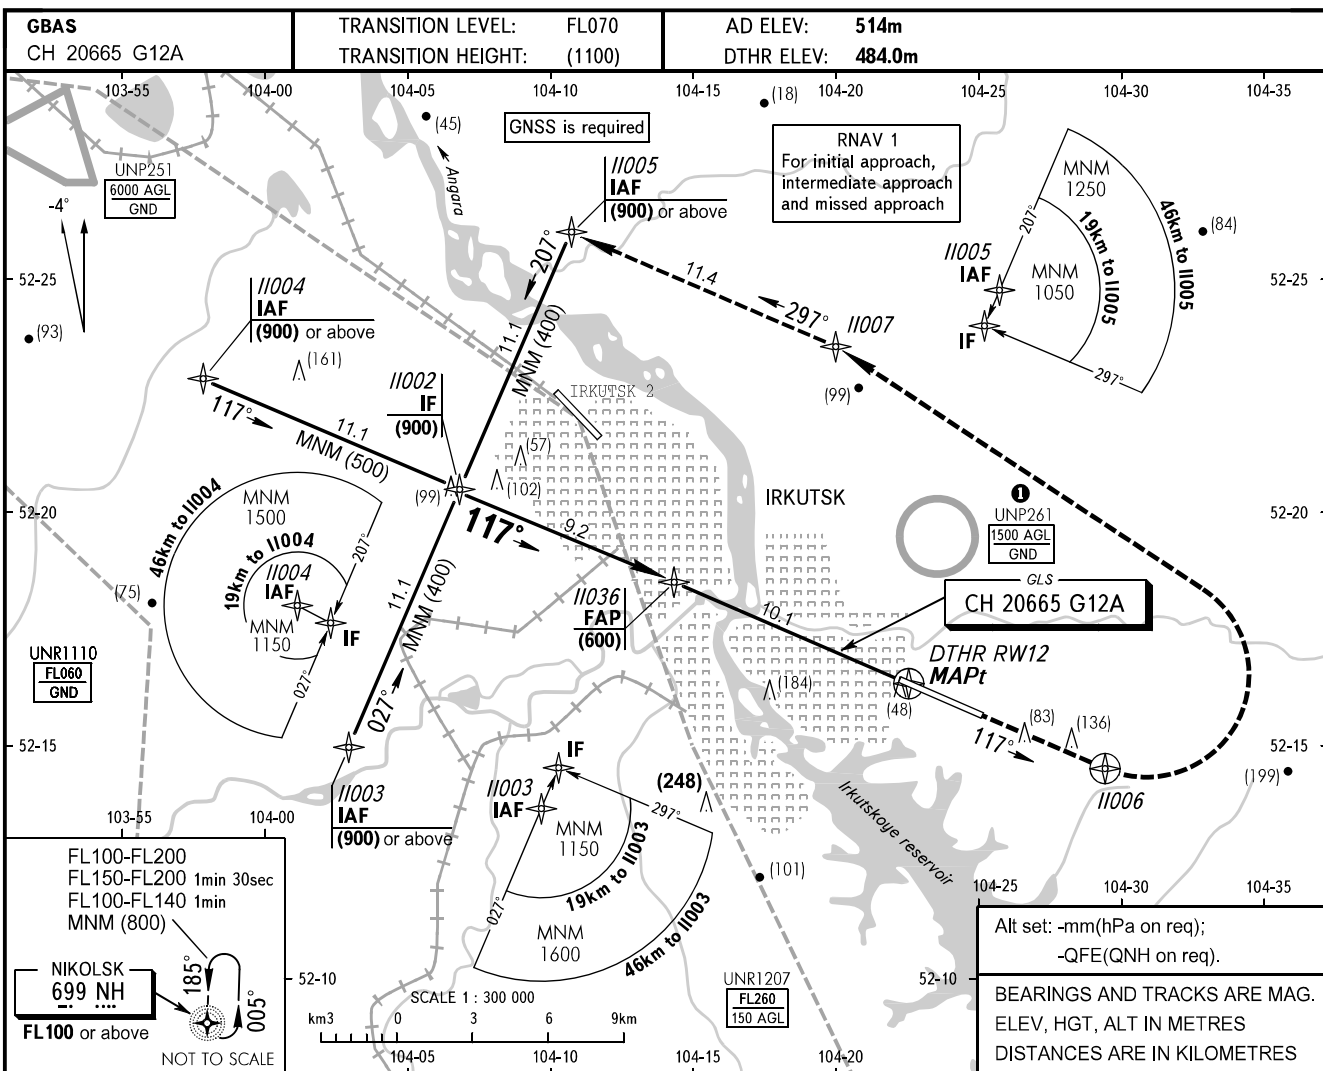 GBAS
CH 20665 G12A
TRANSITION LEVEL: FL070
TRANSITION HEIGHT: (1100)
AD ELEV: 514m
DTHR ELEV: 484.0m
103-55 104-00 104-05 104-10 104-15 104-20 104-25 104-30 104-35
(18)
(45)
GNSS is required
RNAV 1
For initial approach,
intermediate approach
and missed approach
UNP251
6000 AGL
GND
-4°
Angara
II005
IAF
(900) or above
MNM
1250
207°
19km to II005
46km to II005
(84)
II005
IAF
MNM
1050
IF
297°
52-25
52-25
207°
11.4
297°
II007
II004
IAF
(900) or above
(93)
(161)
11.1
MNM (400)
(99)
II002
IF
(900)
IRKUTSK 2
117°
11.1
MNM (500)
(57)
(102)
(99)
IRKUTSK
1
UNP261
1500 AGL
GND
52-20
52-20
117°
9.2
46km to II004
MNM
1500
19km to II004
207°
II004
IAF
MNM
1150
IF
027°
(75)
11.1
MNM (400)
II036
FAP
(600)
GLS
CH 20665 G12A
10.1
UNR1110
FL060
GND
DTHR RW12
MAPt
(184)
(48)
(83)
(136)
117°
027°
52-15
52-15
(199)
II006
IF
II003
IAF
(248)
297°
II003
IAF
(900) or above
MNM
1150
19km to II003
027°
MNM
1600
46km to II003
Irkutskoye reservoir
(101)
103-55 104-00
104-25 104-30 104-35
FL100-FL200
FL150-FL200 1min 30sec
FL100-FL140 1min
MNM (800)
NIKOLSK
699 NH
FL100 or above
185°
005°
NOT TO SCALE
52-10
52-10
SCALE 1 : 300 000
km3 0 3 6 9km
UNR1207
FL260
150 AGL
104-05 104-10 104-15 104-20
Alt set: -mm(hPa on req);
-QFE(QNH on req).
BEARINGS AND TRACKS ARE MAG.
ELEV, HGT, ALT IN METRES
DISTANCES ARE IN KILOMETRES